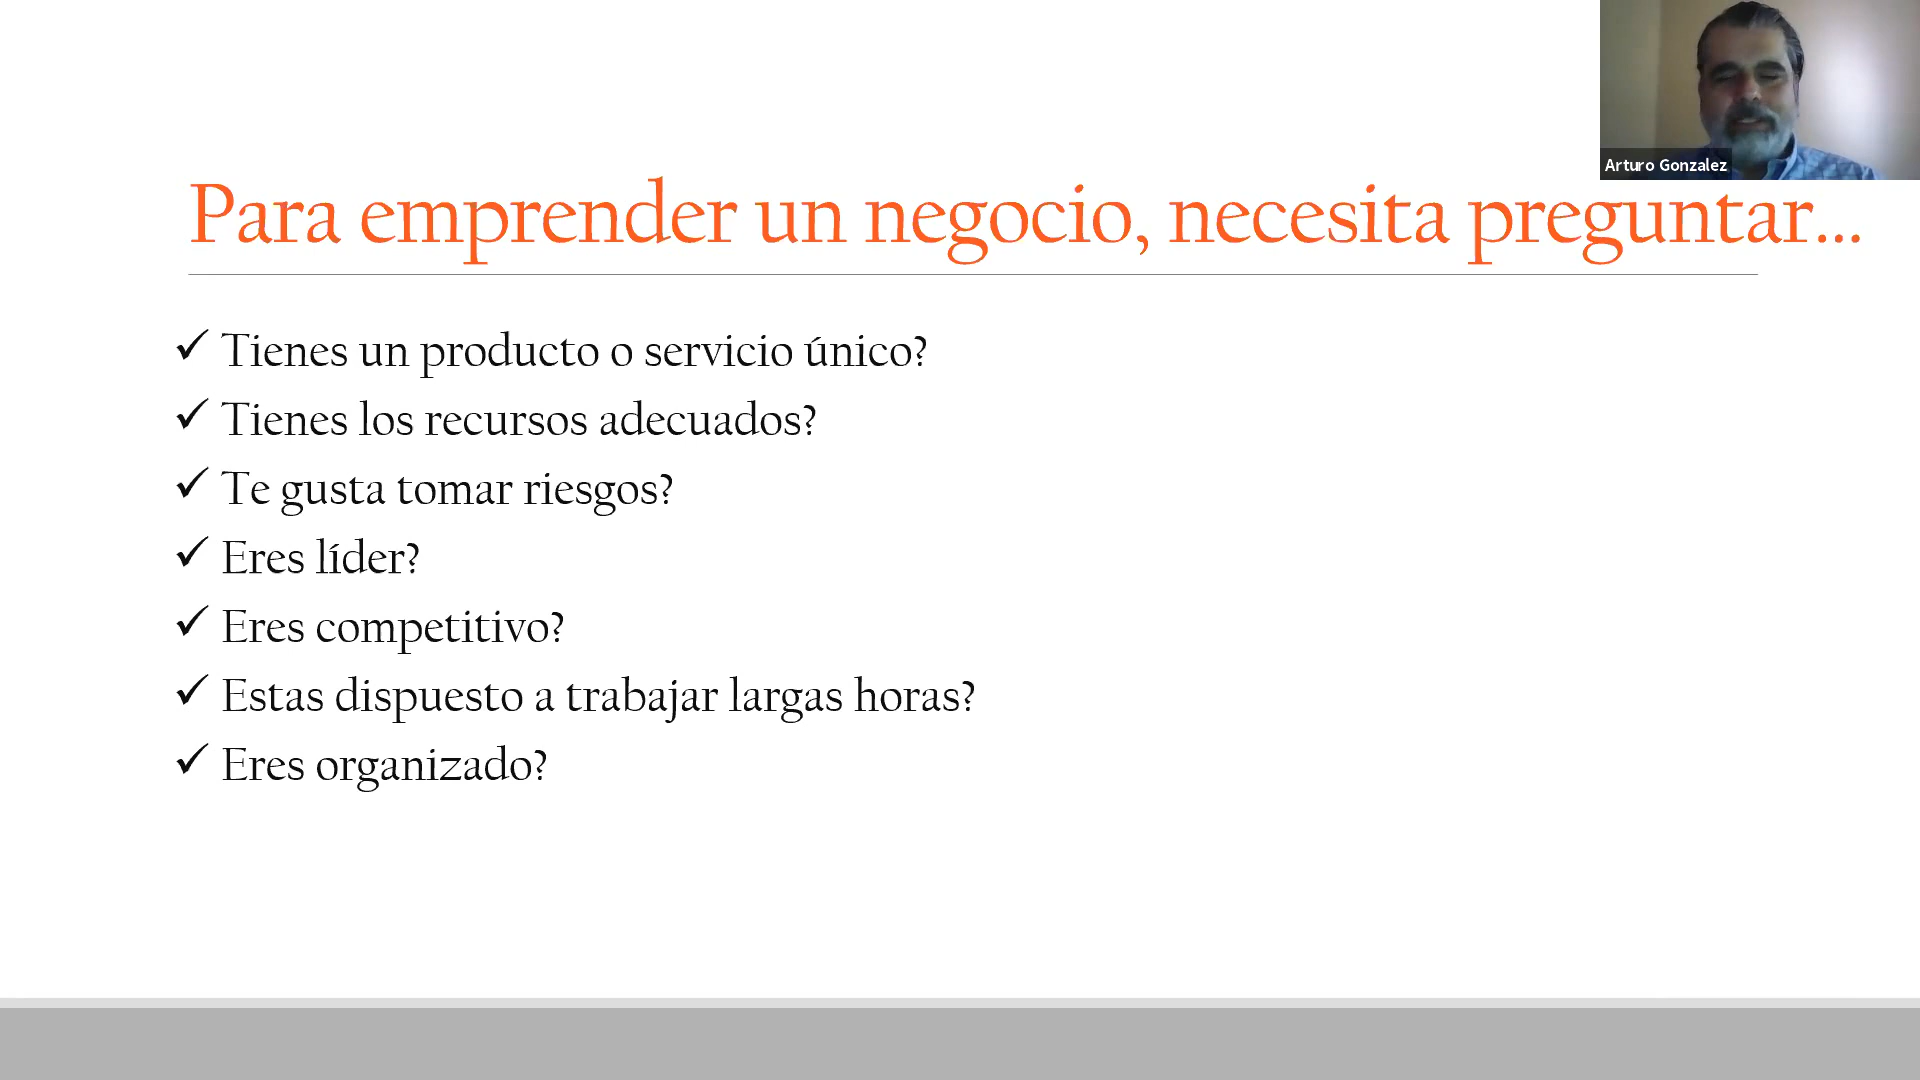 Arturo Gonzalez
Para emprender un negocio, necesita preguntar...
✓ Tienes un producto o servicio único?
✓ Tienes los recursos adecuados?
✓ Te gusta tomar riesgos?
✓ Eres líder?
✓ Eres competitivo?
✓ Estas dispuesto a trabajar largas horas?
✓ Eres organizado?